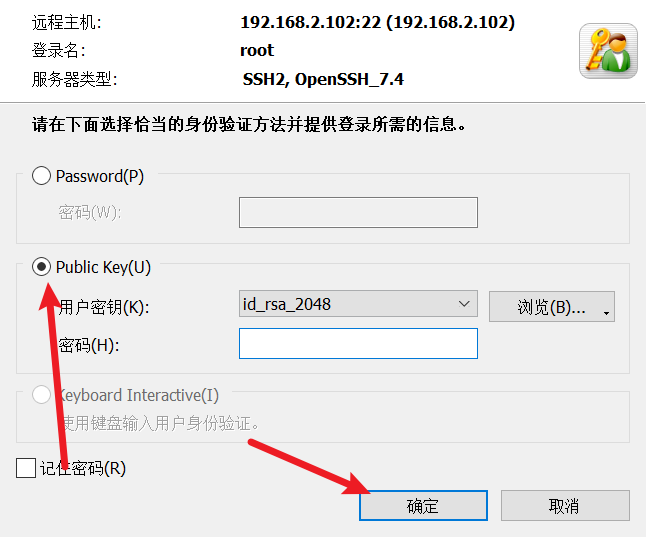 远程主机: 192.168.2.102:22 (192.168.2.102)
登录名: root
服务器类型: SSH2, OpenSSH_7.4
请在下面选择恰当的身份验证方法并提供登录所需的信息。
Password(P)
密码(W):
Public Key(U)
用户密钥(K): id_rsa_2048 浏览(B)...
密码(H):
Keyboard Interactive(I)
使用键盘输入用户身份验证。
记住密码(R)
确定 取消